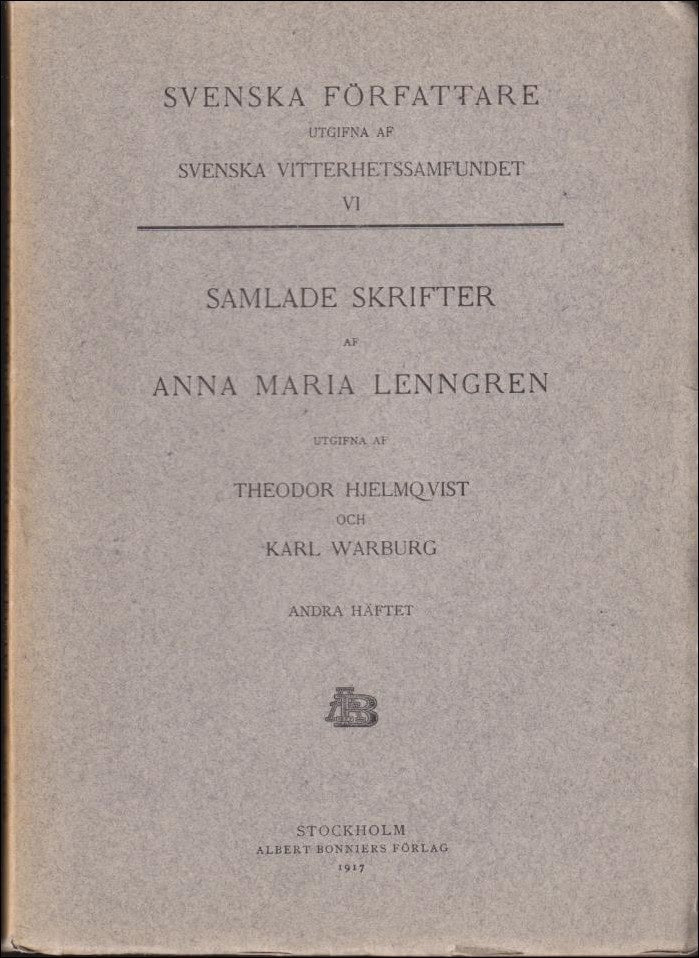 SVENSKA FÖRFATTARE
UTGIFNA AF
SVENSKA VITTERHETSSAMFUNDET
VI
SAMLADE SKRIFTER
AF
ANNA MARIA LENNGREN
UTGIFNA AF
THEODOR HJELMQVIST
OCH
KARL WARBURG
ANDRA HÄFTET
ABB
STOCKHOLM
ALBERT BONNIERS FÖRLAG
1917